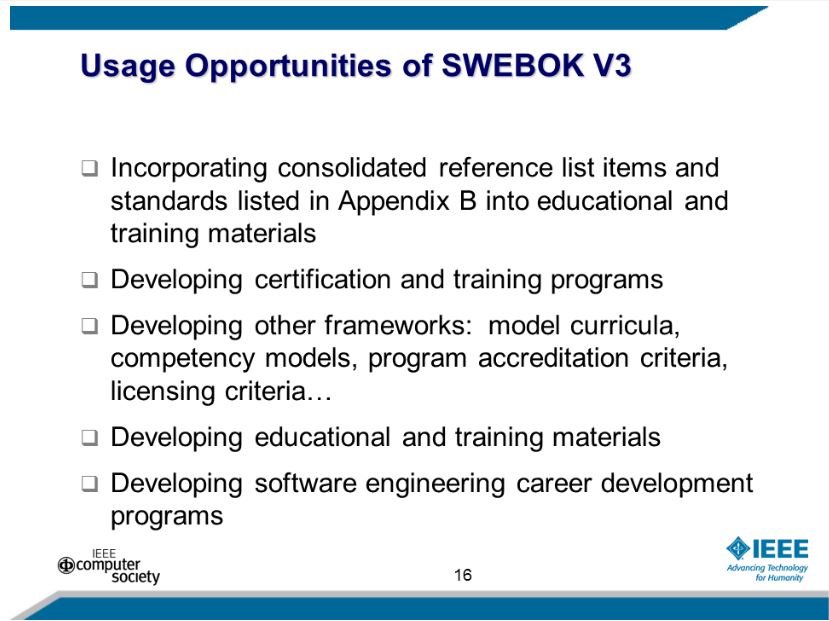 Usage Opportunities of SWEBOK V3
❑ Incorporating consolidated reference list items and
standards listed in Appendix B into educational and
training materials
❑ Developing certification and training programs
❑ Developing other frameworks: model curricula,
competency models, program accreditation criteria,
licensing criteria…
❑ Developing educational and training materials
❑ Developing software engineering career development
programs
IEEE
computer
society
16
IEEE
Advancing Technology
for Humanity